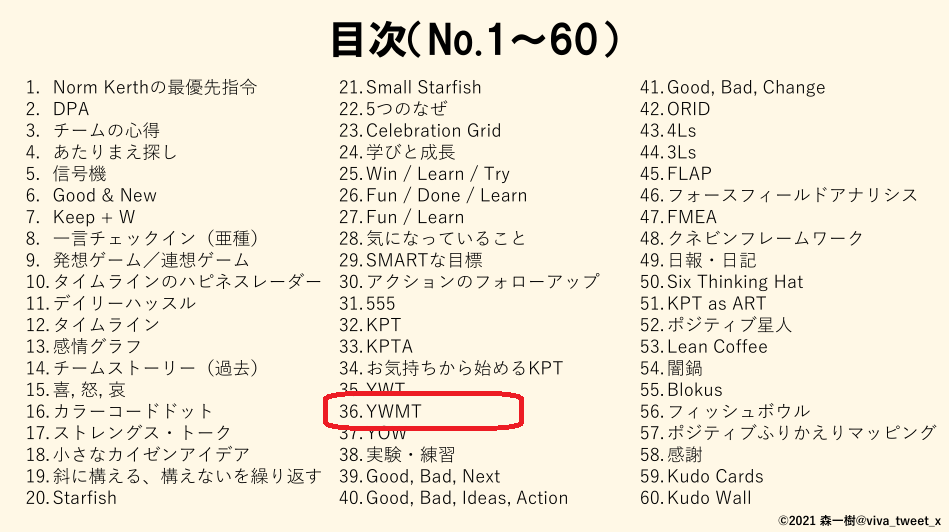 目次(No.1～60)
1. Norm Kerthの最優先指令
2. DPA
3. チームの心得
4. あたりまえ探し
5. 信号機
6. Good & New
7. Keep + W
8. 一言チェックイン（亜種）
9. 発想ゲーム／連想ゲーム
10. タイムラインのハピネスレーダー
11. デイリーハッスル
12. タイムライン
13. 感情グラフ
14. チームストーリー（過去）
15. 喜, 怒, 哀
16. カラーコードドット
17. ストレングス・トーク
18. 小さなカイゼンアイデア
19. 斜に構える、構えないを繰り返す
20. Starfish
21. Small Starfish
22. 5つのなぜ
23. Celebration Grid
24. 学びと成長
25. Win / Learn / Try
26. Fun / Done / Learn
27. Fun / Learn
28. 気になっていること
29. SMARTな目標
30. アクションのフォローアップ
31. 555
32. KPT
33. KPTA
34. お気持ちから始めるKPT
35. YWT
36. YWMT
37. YOW
38. 実験・練習
39. Good, Bad, Next
40. Good, Bad, Ideas, Action
41. Good, Bad, Change
42. ORID
43. 4Ls
44. 3Ls
45. FLAP
46. フォースフィールドアナリシス
47. FMEA
48. クネビンフレームワーク
49. 日報・日記
50. Six Thinking Hat
51. KPT as ART
52. ポジティブ星人
53. Lean Coffee
54. 闇鍋
55. Blokus
56. フィッシュボウル
57. ポジティブふりかえりマッピング
58. 感謝
59. Kudo Cards
60. Kudo Wall
©2021 森一樹@viva_tweet_x